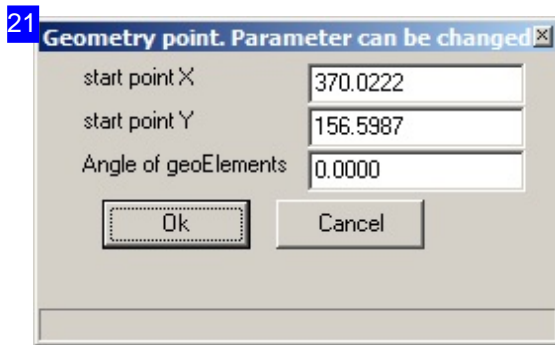 21
Geometry point. Parameter can be changed
start point X 370.0222
start point Y 156.5987
Angle of geoElements 0.0000
Ok Cancel